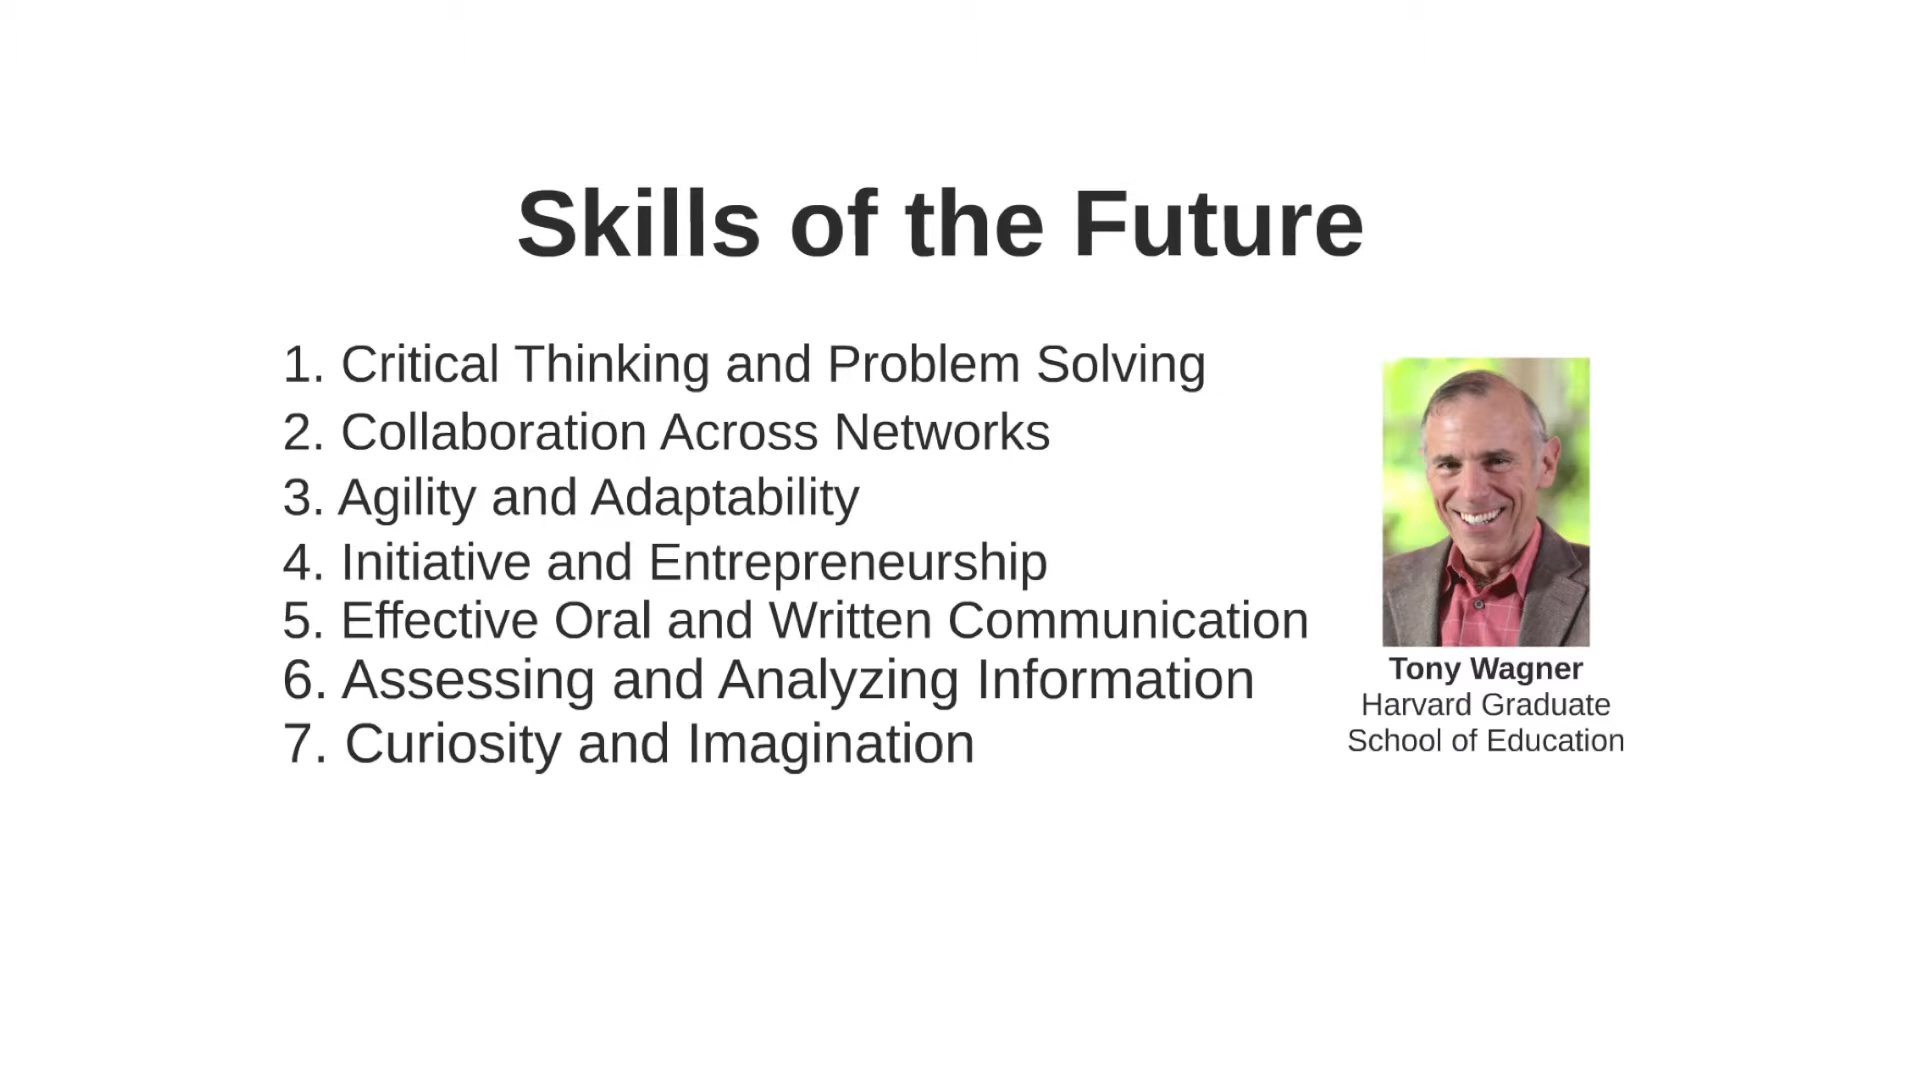 Skills of the Future
1. Critical Thinking and Problem Solving
2. Collaboration Across Networks
3. Agility and Adaptability
4. Initiative and Entrepreneurship
5. Effective Oral and Written Communication
6. Assessing and Analyzing Information
7. Curiosity and Imagination
Tony Wagner
Harvard Graduate
School of Education